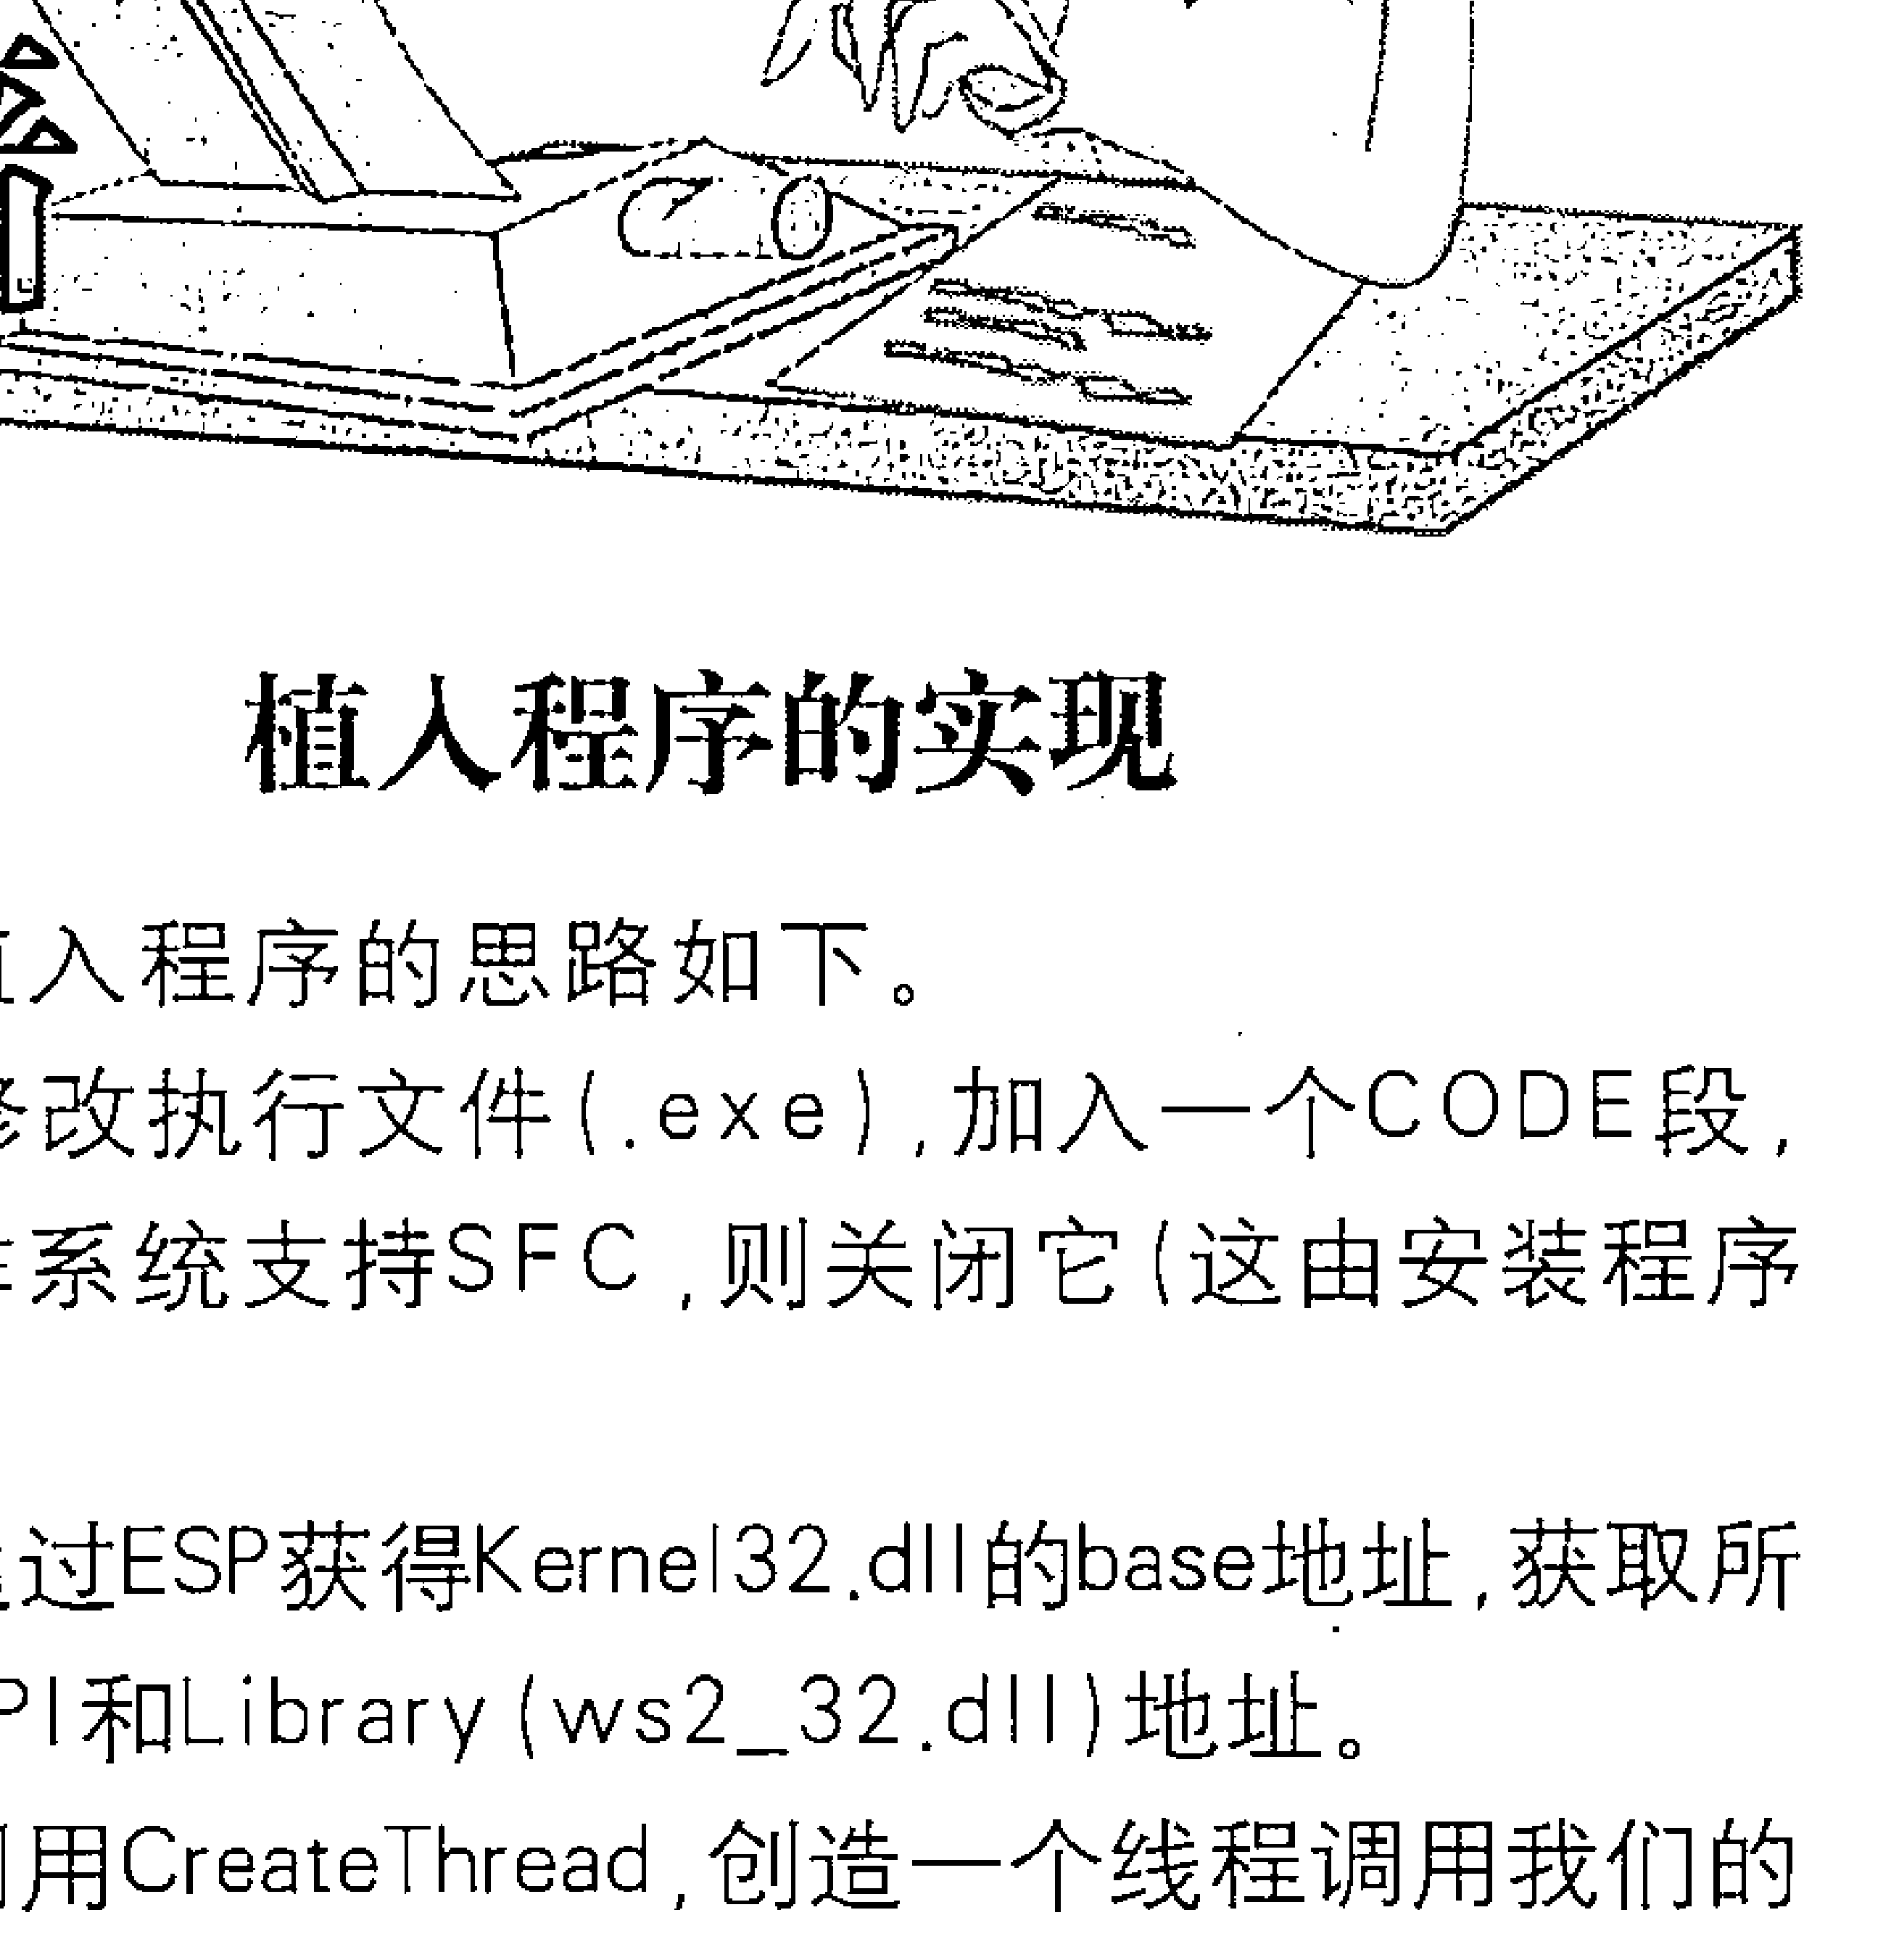 植入程序的实现
入程序的思路如下。
修改执行文件(.exe),加入一个CODE段,
系统支持SFC,则关闭它(这由安装程序
过ESP获得Kernel32.dll的base地址,获取所
PI和Library(ws2_32.dll)地址。
用CreateThread,创造一个线程调用我们的